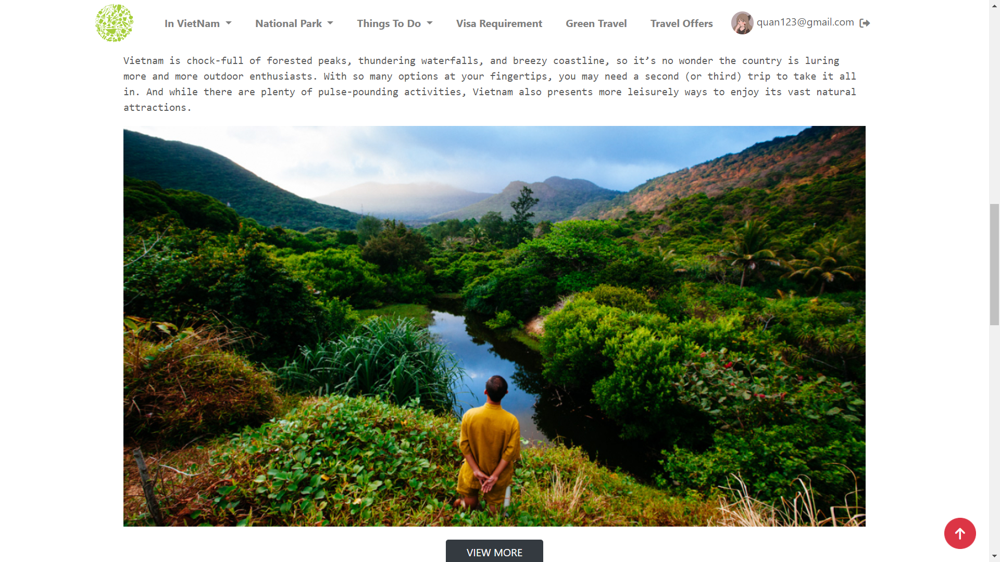 In VietNam National Park Things To Do Visa Requirement Green Travel Travel Offers quan123@gmail.com
Vietnam is chock-full of forested peaks, thundering waterfalls, and breezy coastline, so it’s no wonder the country is luring
more and more outdoor enthusiasts. With so many options at your fingertips, you may need a second (or third) trip to take it all
in. And while there are plenty of pulse-pounding activities, Vietnam also presents more leisurely ways to enjoy its vast natural
attractions.
VIEW MORE